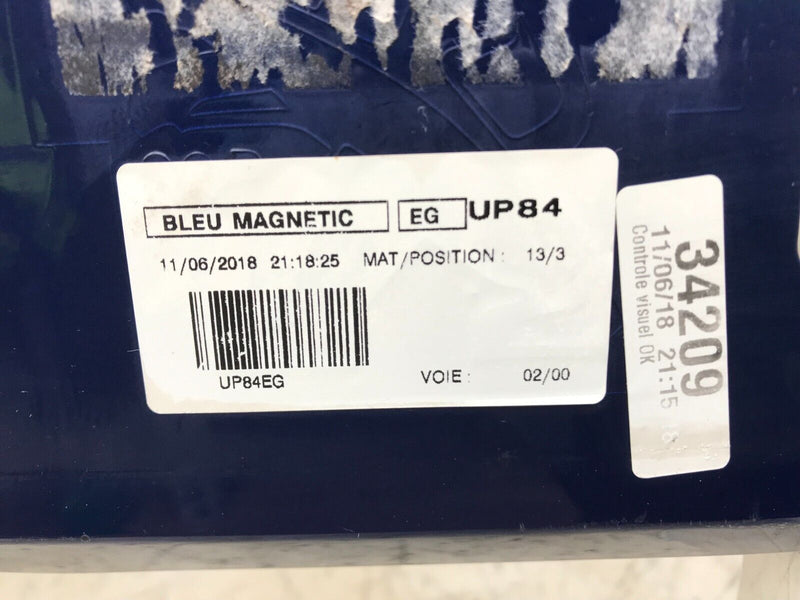 BLEU MAGNETIC EG UP84
11/06/2018 21:18:25 MAT/POSITION : 13/3
UP84EG
VOIE : 02/00
34209
11/06/18 21:15
Controle visuel OK